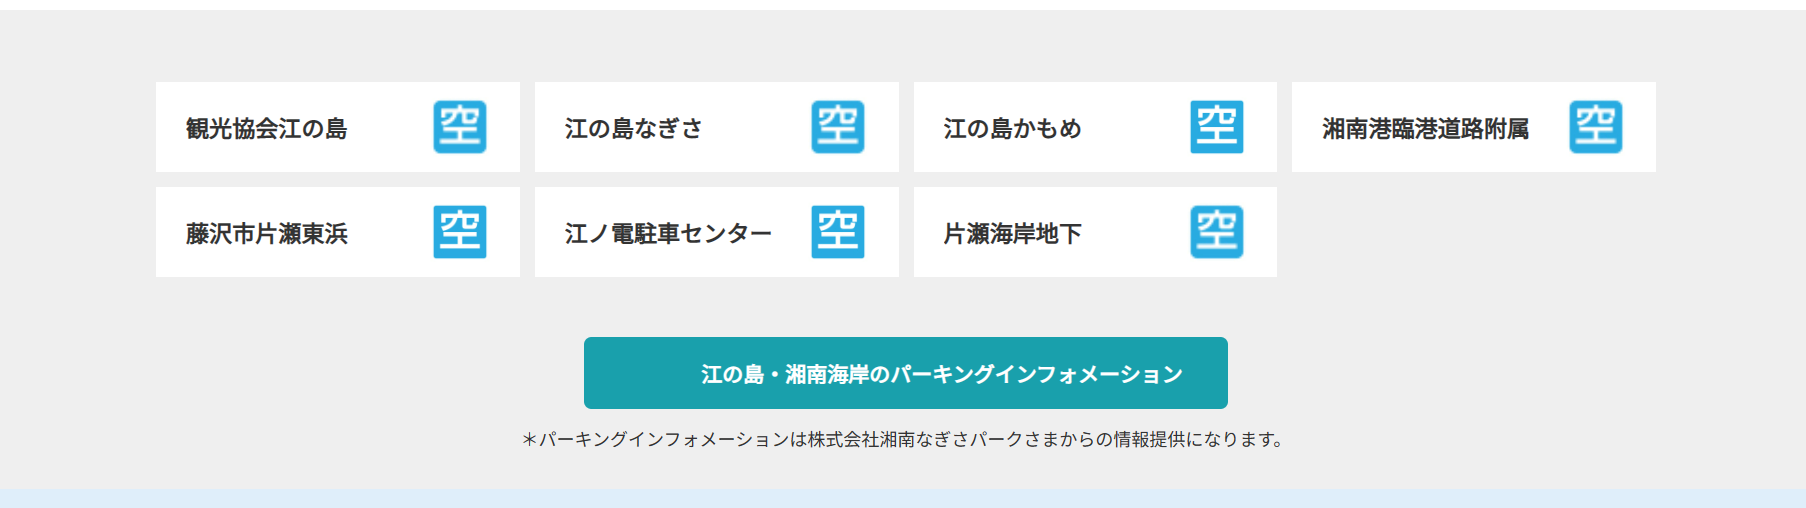 観光協会江の島 空
江の島なぎさ 空
江の島かもめ 空
湘南港臨港道路附属 空
藤沢市片瀬東浜 空
江ノ電駐車センター 空
片瀬海岸地下 空
江の島・湘南海岸のパーキングインフォメーション
＊パーキングインフォメーションは株式会社湘南なぎさパークさまからの情報提供になります。